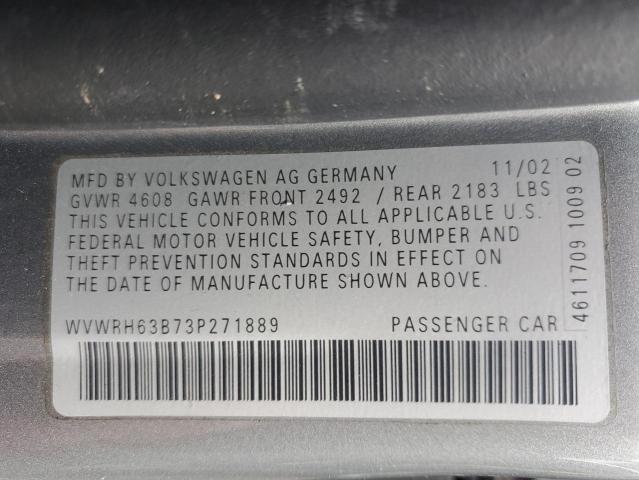 MFD BY VOLKSWAGEN AG GERMANY 11/02
GVWR 4608 GAWR FRONT 2492 / REAR 2183 LBS
THIS VEHICLE CONFORMS TO ALL APPLICABLE U.S.
FEDERAL MOTOR VEHICLE SAFETY, BUMPER AND
THEFT PREVENTION STANDARDS IN EFFECT ON
THE DATE OF MANUFACTURE SHOWN ABOVE.
WVWRH63B73P271889 PASSENGER CAR
4611709 1009 02